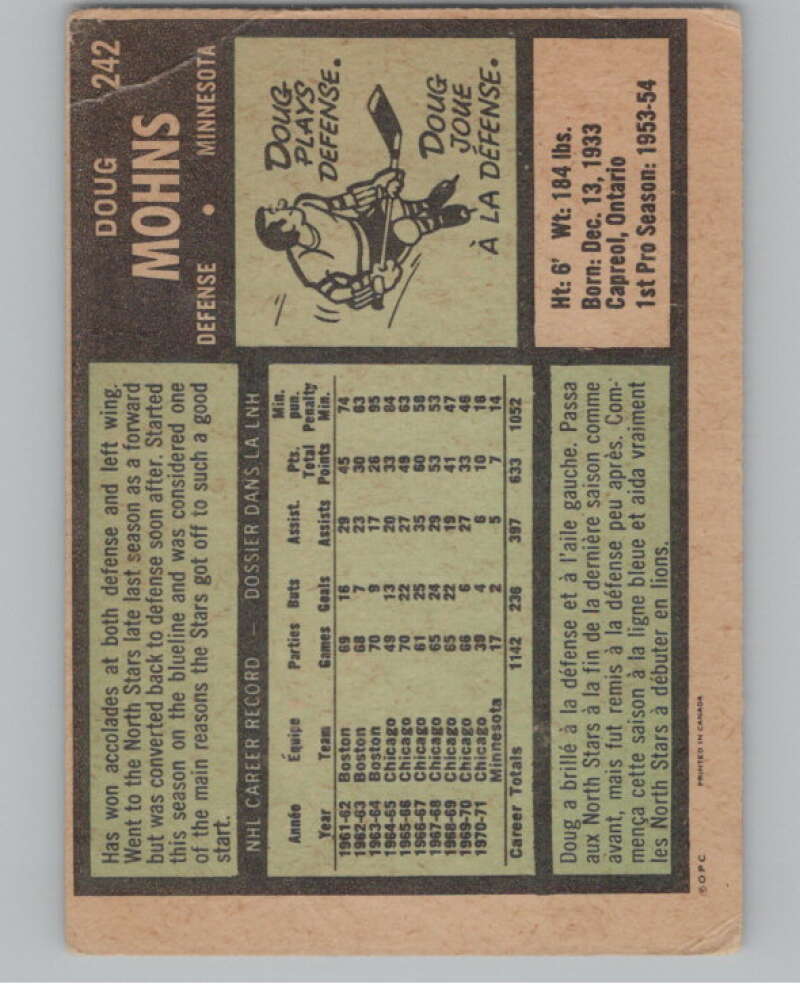 DOUG 242
MOHNS
DEFENSE • MINNESOTA
Has won accolades at both defense and left wing.
Went to the North Stars late last season as a forward
but was converted back to defense soon after. Started
this season on the blueline and was considered one
of the main reasons the Stars got off to such a good
start.
DOUG
PLAYS
DEFENSE.
DOUG
JOUE
À LA DÉFENSE.
NHL CAREER RECORD – DOSSIER DANS LA LNH
Année Équipe Parties Buts Assist. Pts. Min. pun.
Year Team Games Goals Assists Total Points Penalty Min.
1961-62 Boston 69 16 29 45 74
1962-63 Boston 68 7 23 30 63
1963-64 Boston 70 9 17 26 95
1964-65 Chicago 49 13 20 33 84
1965-66 Chicago 70 22 27 49 63
1966-67 Chicago 61 25 35 60 58
1967-68 Chicago 65 24 29 53 53
1968-69 Chicago 65 22 19 41 47
1969-70 Chicago 66 6 27 33 46
1970-71 Chicago 39 4 6 10 16
Minnesota 17 2 5 7 14
Career Totals 1142 236 397 633 1052
Ht: 6' Wt: 184 lbs.
Born: Dec. 13, 1933
Capreol, Ontario
1st Pro Season: 1953-54
Doug a brillé à la défense et à l'aile gauche. Passa
aux North Stars à la fin de la dernière saison comme
avant, mais fut remis à la défense peu après. Com-
mença cette saison à la ligne bleue et aida vraiment
les North Stars à débuter en lions.
© O P C PRINTED IN CANADA